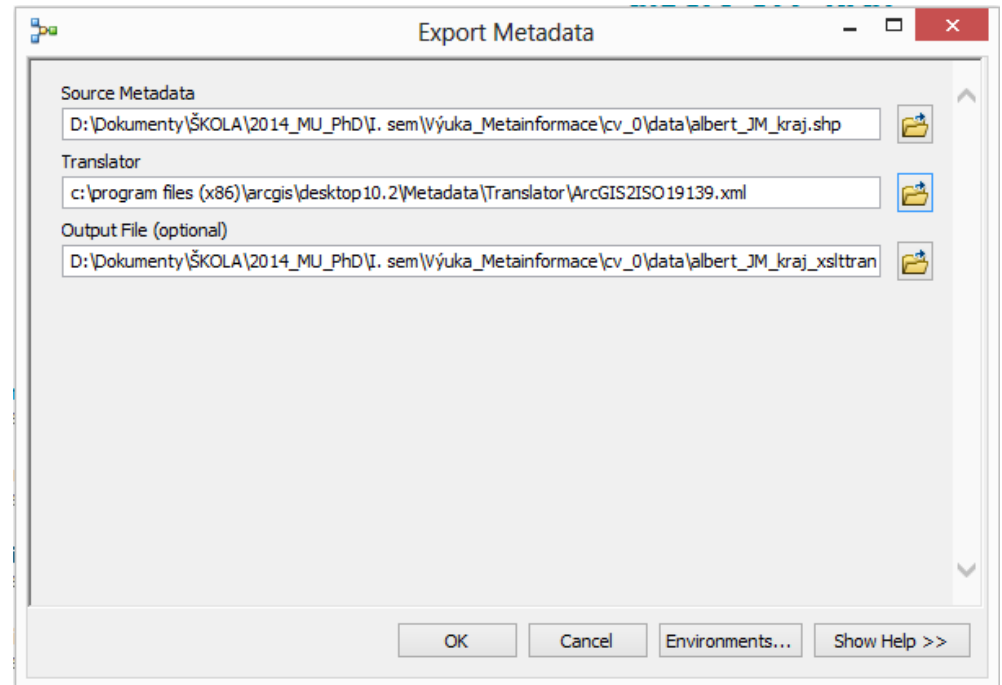 Export Metadata
Source Metadata
D:\Dokumenty\ŠKOLA\2014_MU_PhD\I. sem\Výuka_Metainformace\cv_0\data\albert_JM_kraj.shp
Translator
c:\program files (x86)\arcgis\desktop10.2\Metadata\Translator\ArcGIS2ISO19139.xml
Output File (optional)
D:\Dokumenty\ŠKOLA\2014_MU_PhD\I. sem\Výuka_Metainformace\cv_0\data\albert_JM_kraj_xslttran
OK Cancel Environments... Show Help >>